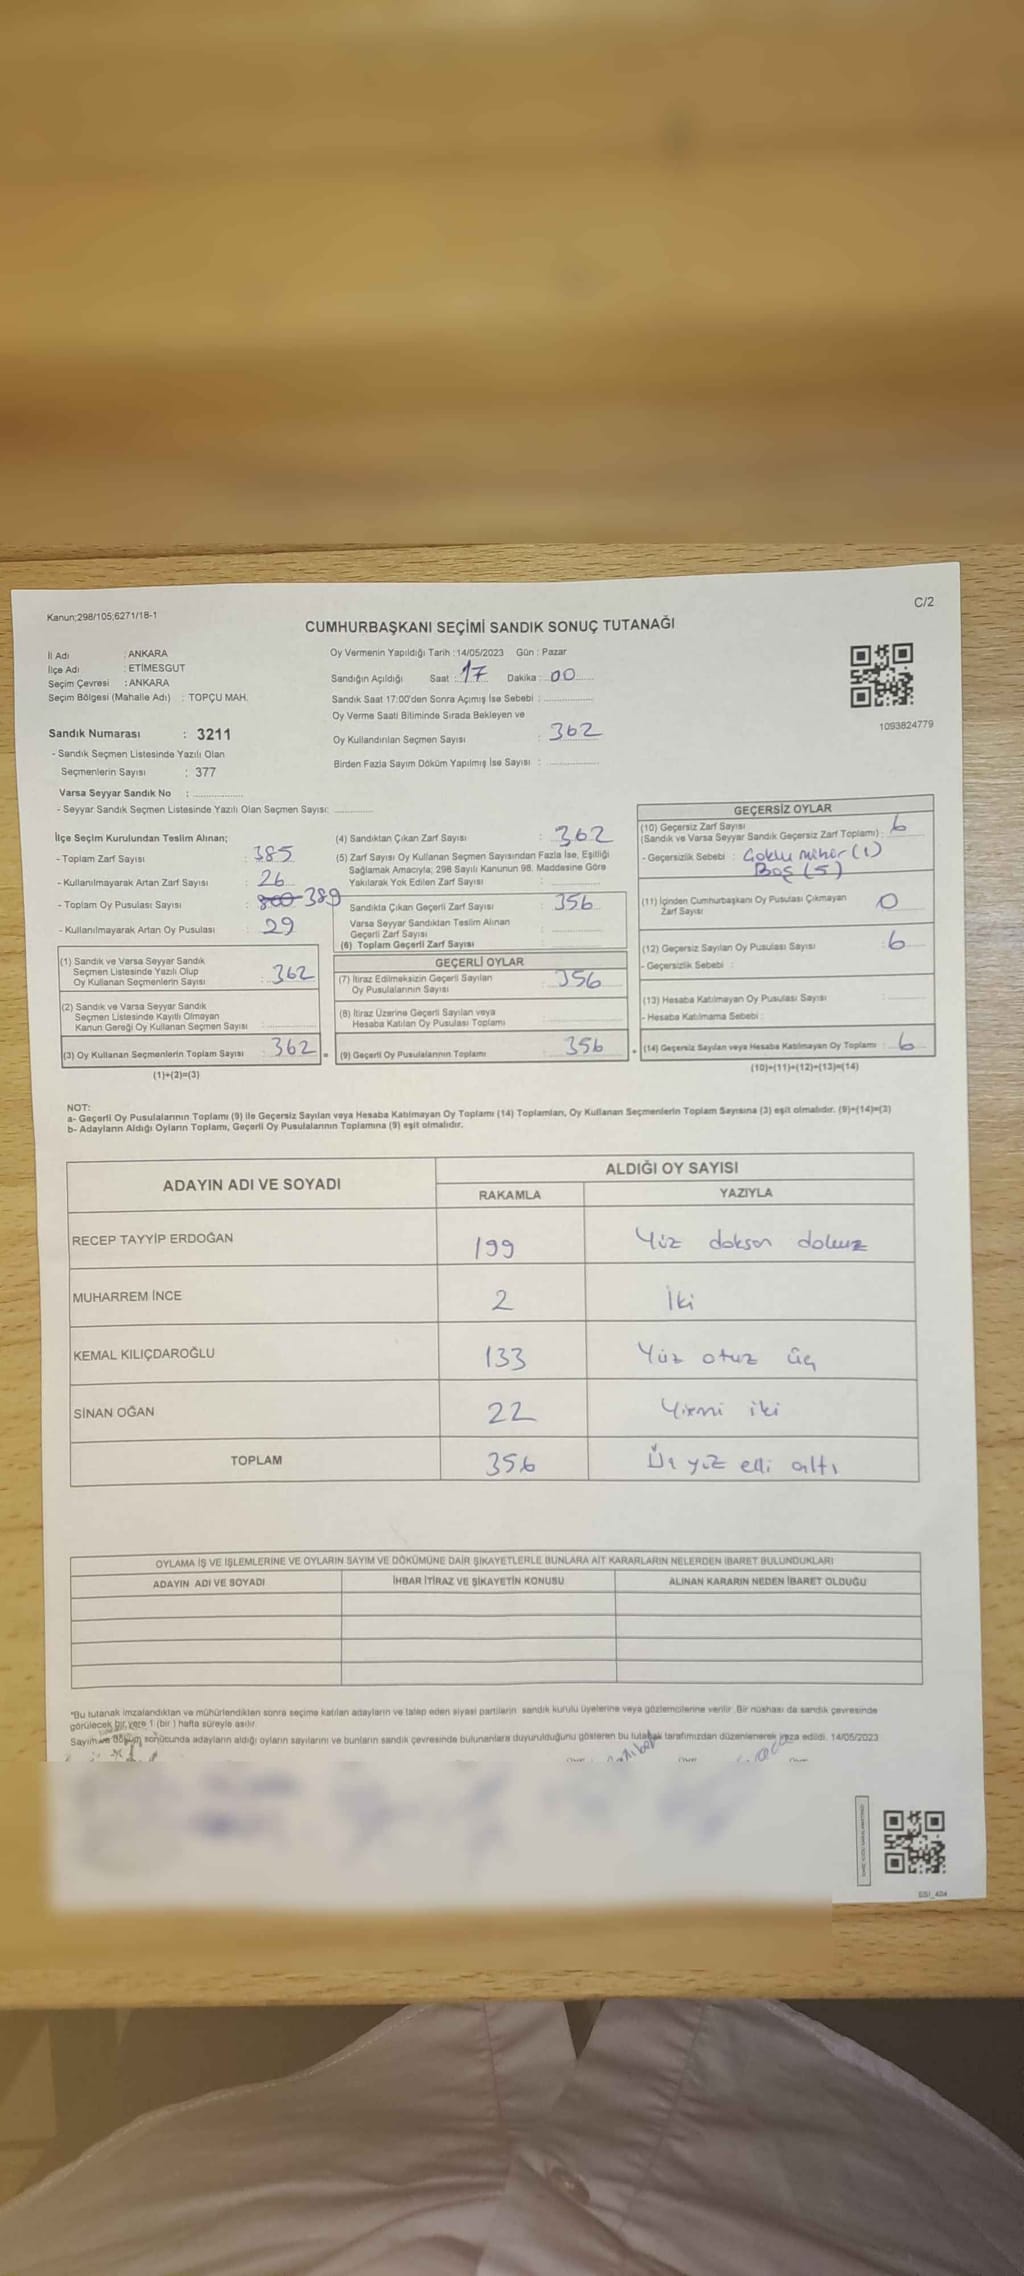 Kanun;298/105;6271/18-1
C/2
CUMHURBAŞKANI SEÇİMİ SANDIK SONUÇ TUTANAĞI
İl Adı : ANKARA
İlçe Adı : ETİMESGUT
Seçim Çevresi : ANKARA
Seçim Bölgesi (Mahalle Adı) : TOPÇU MAH.
Sandık Numarası : 3211
- Sandık Seçmen Listesinde Yazılı Olan
Seçmenlerin Sayısı : 377
Varsa Seyyar Sandık No :
- Seyyar Sandık Seçmen Listesinde Yazılı Olan Seçmen Sayısı:
Oy Vermenin Yapıldığı Tarih :14/05/2023 Gün : Pazar
Sandığın Açıldığı Saat : 17 Dakika : 00
Sandık Saat 17:00'den Sonra Açımış İse Sebebi :
Oy Verme Saati Bitiminde Sırada Bekleyen ve
Oy Kullandırılan Seçmen Sayısı : 362
Birden Fazla Sayım Döküm Yapılmış İse Sayısı :
1093824779
İlçe Seçim Kurulundan Teslim Alınan;
- Toplam Zarf Sayısı : 385
- Kullanılmayarak Artan Zarf Sayısı : 26
- Toplam Oy Pusulası Sayısı : 389
- Kullanılmayarak Artan Oy Pusulası : 29
(1) Sandık ve Varsa Seyyar Sandık
Seçmen Listesinde Yazılı Olup
Oy Kullanan Seçmenlerin Sayısı : 362
(2) Sandık ve Varsa Seyyar Sandık
Seçmen Listesinde Kayıtlı Olmayan
Kanun Gereği Oy Kullanan Seçmen Sayısı :
(3) Oy Kullanan Seçmenlerin Toplam Sayısı : 362 =
(1)+(2)=(3)
(4) Sandıktan Çıkan Zarf Sayısı : 362
(5) Zarf Sayısı Oy Kullanan Seçmen Sayısından Fazla İse, Eşitliği
Sağlamak Amacıyla; 298 Sayılı Kanunun 98. Maddesine Göre
Yakılarak Yok Edilen Zarf Sayısı :
Sandıkta Çıkan Geçerli Zarf Sayısı : 356
Varsa Seyyar Sandıktan Teslim Alınan
Geçerli Zarf Sayısı :
(6) Toplam Geçerli Zarf Sayısı :
GEÇERLİ OYLAR
(7) İtiraz Edilmeksizin Geçerli Sayılan
Oy Pusulalarının Sayısı : 356
(8) İtiraz Üzerine Geçerli Sayılan veya
Hesaba Katılan Oy Pusulası Toplamı :
(9) Geçerli Oy Pusulalarının Toplamı : 356 +
GEÇERSİZ OYLAR
(10) Geçersiz Zarf Sayısı
(Sandık ve Varsa Seyyar Sandık Geçersiz Zarf Toplamı) : 6
- Geçersizlik Sebebi : Çoklu mühür (1)
Boş (5)
(11) İçinden Cumhurbaşkanı Oy Pusulası Çıkmayan
Zarf Sayısı : 0
(12) Geçersiz Sayılan Oy Pusulası Sayısı : 6
- Geçersizlik Sebebi :
(13) Hesaba Katılmayan Oy Pusulası Sayısı :
- Hesaba Katılmama Sebebi :
(14) Geçersiz Sayılan veya Hesaba Katılmayan Oy Toplamı : 6
(10)+(11)+(12)+(13)=(14)
NOT:
a- Geçerli Oy Pusulalarının Toplamı (9) ile Geçersiz Sayılan veya Hesaba Katılmayan Oy Toplamı (14) Toplamları, Oy Kullanan Seçmenlerin Toplam Sayısına (3) eşit olmalıdır. (9)+(14)=(3)
b- Adayların Aldığı Oyların Toplamı, Geçerli Oy Pusulalarının Toplamına (9) eşit olmalıdır.
ADAYIN ADI VE SOYADI ALDIĞI OY SAYISI
RAKAMLA YAZIYLA
RECEP TAYYİP ERDOĞAN 199 Yüz doksan dokuz
MUHARREM İNCE 2 İki
KEMAL KILIÇDAROĞLU 133 Yüz otuz üç
SİNAN OĞAN 22 Yirmi iki
TOPLAM 356 Üç yüz elli altı
OYLAMA İŞ VE İŞLEMLERİNE VE OYLARIN SAYIM VE DÖKÜMÜNE DAİR ŞİKAYETLERLE BUNLARA AİT KARARLARIN NELERDEN İBARET BULUNDUKLARI
ADAYIN ADI VE SOYADI İHBAR İTİRAZ VE ŞİKAYETİN KONUSU ALINAN KARARIN NEDEN İBARET OLDUĞU
*Bu tutanak imzalandıktan ve mühürlendikten sonra seçime katılan adayların ve talep eden siyasi partilerin sandık kurulu üyelerine veya gözlemcilerine verilir. Bir nüshası da sandık çevresinde
görülecek bir yere 1 (bir ) hafta süreyle asılır.
Sayım ve döküm sonucunda adayların aldığı oyların sayılarını ve bunların sandık çevresinde bulunanlara duyurulduğunu gösteren bu tutanak tarafımızdan düzenlenerek imza edildi. 14/05/2023